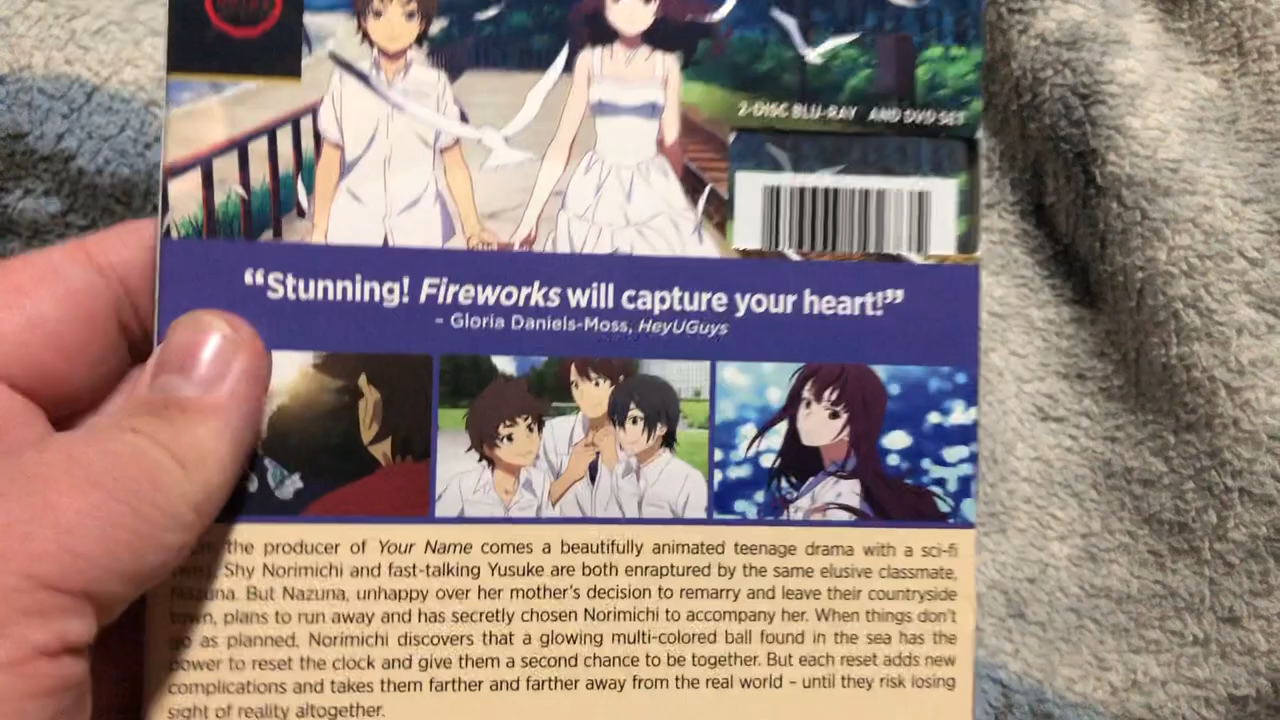 2-DISC BLU-RAY AND DVD SET
“Stunning! Fireworks will capture your heart!”
– Gloria Daniels-Moss, HeyUGuys
the producer of Your Name comes a beautifully animated teenage drama with a sci-fi
Shy Norimichi and fast-talking Yusuke are both enraptured by the same elusive classmate,
Nazuna. But Nazuna, unhappy over her mother's decision to remarry and leave their countryside
town, plans to run away and has secretly chosen Norimichi to accompany her. When things don't
go as planned, Norimichi discovers that a glowing multi-colored ball found in the sea has the
power to reset the clock and give them a second chance to be together. But each reset adds new
complications and takes them farther and farther away from the real world – until they risk losing
sight of reality altogether.